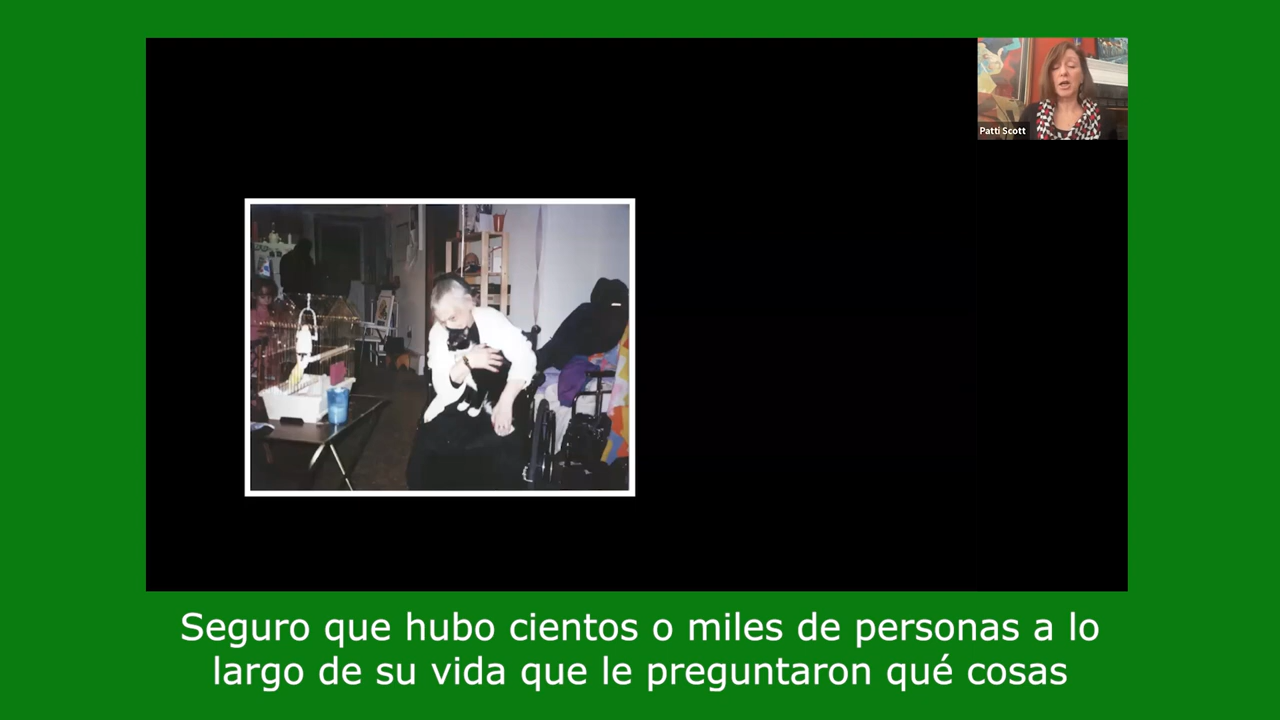 Patti Scott
Seguro que hubo cientos o miles de personas a lo
largo de su vida que le preguntaron qué cosas